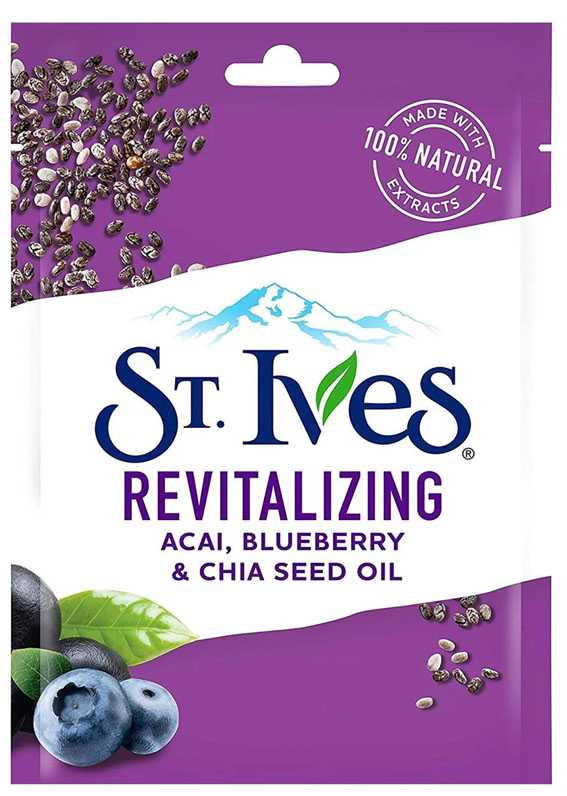 MADE WITH
100% NATURAL
EXTRACTS
ST. Ives®
REVITALIZING
ACAI, BLUEBERRY
& CHIA SEED OIL